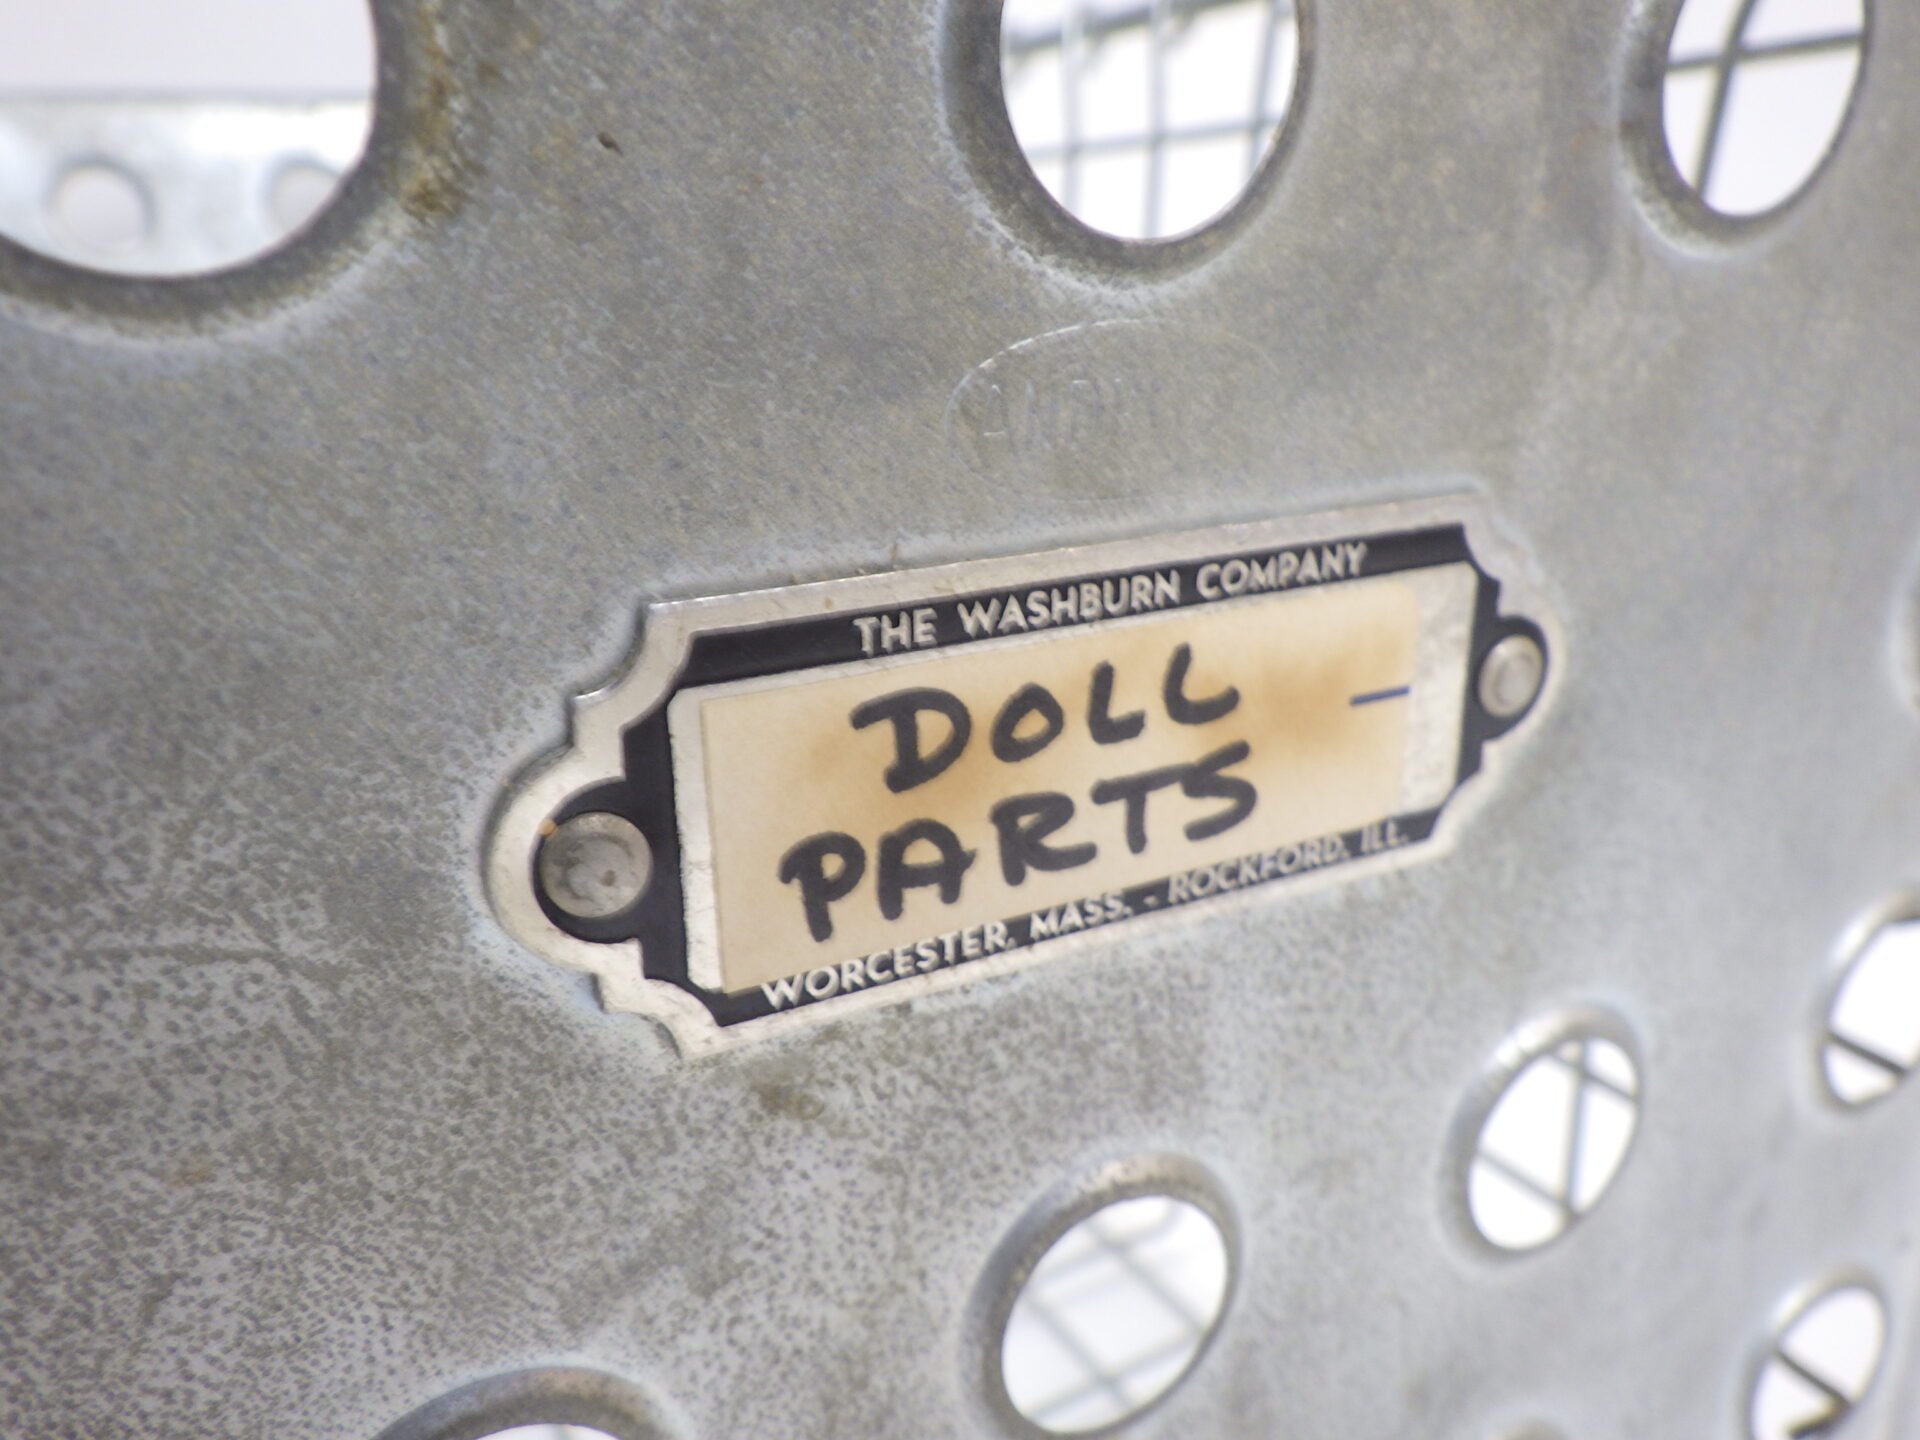 THE WASHBURN COMPANY
DOLL
PARTS
WORCESTER, MASS. - ROCKFORD, ILL.